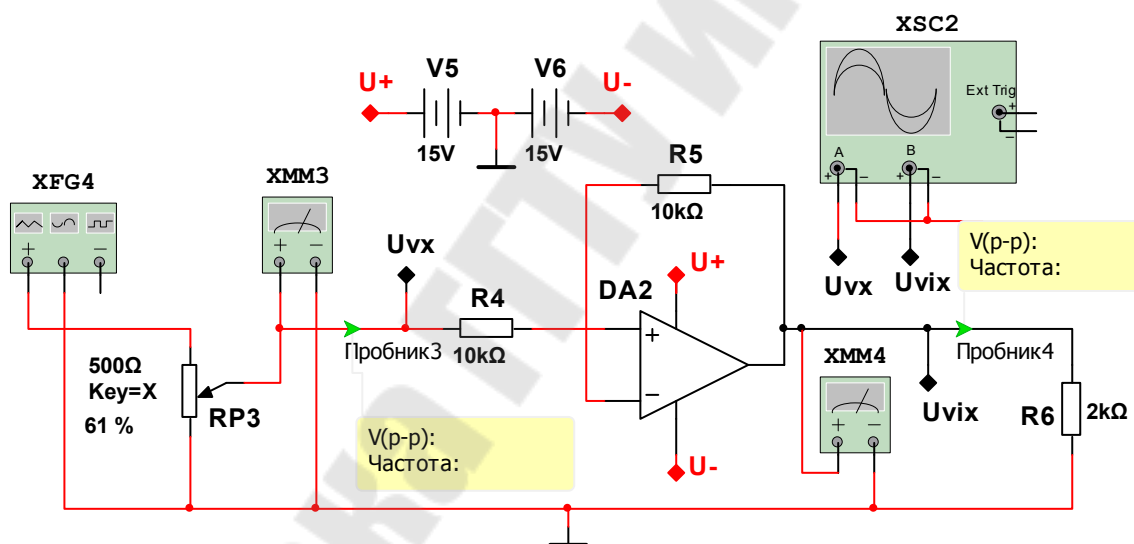 XSC2
V5
V6
U+
U-
Ext Trig
+
−
15V
15V
A
B
+
−
+
−
R5
10kΩ
XFG4
XMM3
+
−
+
−
Uvx
V(p-p):
Частота:
Uvx
Uvix
U+
DA2
R4
+
−
Пробник3
10kΩ
500Ω
Key=X
61 %
RP3
XMM4
+
−
Пробник4
Uvix
R6
2kΩ
V(p-p):
Частота:
U-